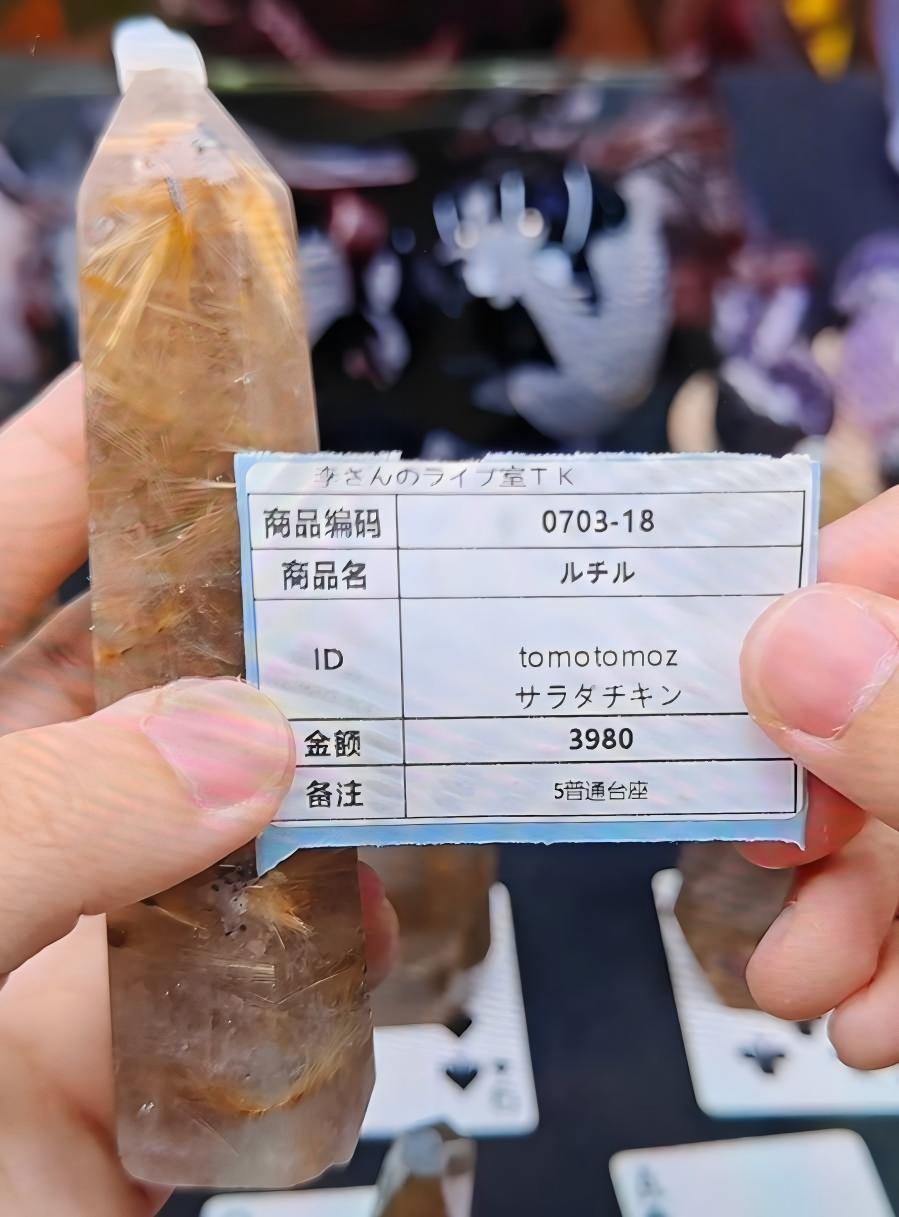 李さんのライブ室TK
商品编码 0703-18
商品名 ルチル
ID tomotomoz
サラダチキン
金额 3980
备注 5普通台座